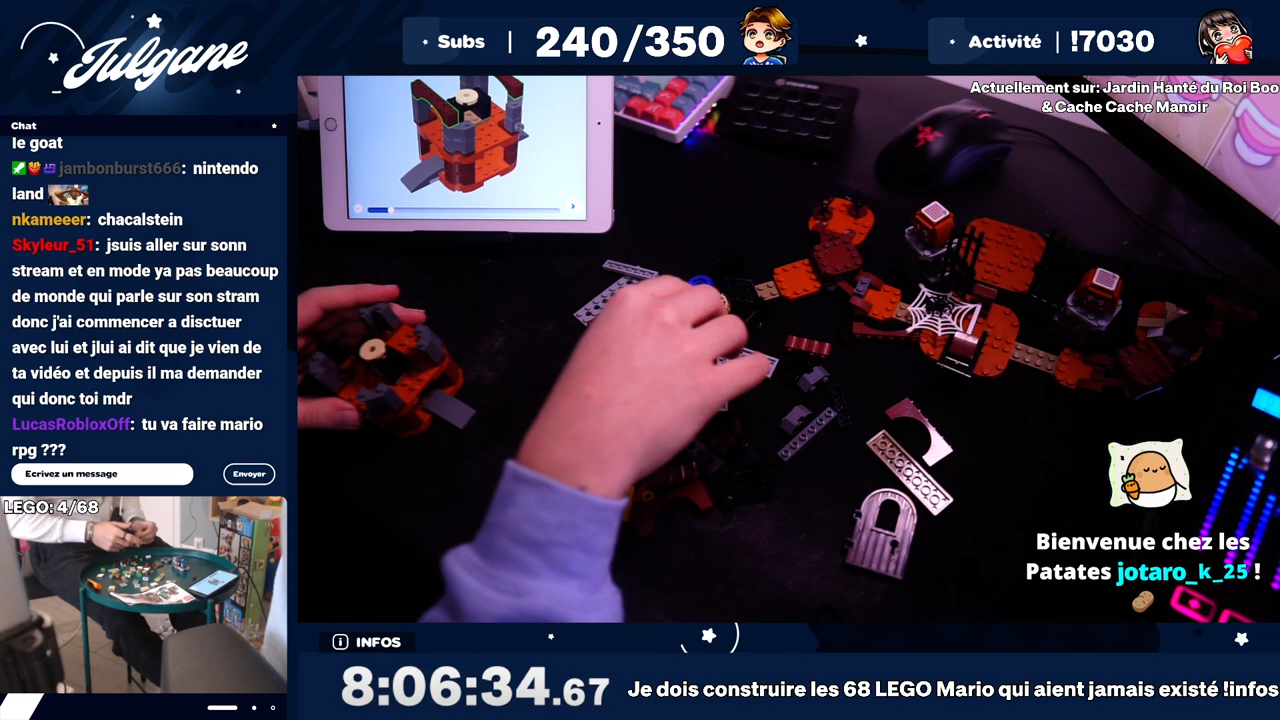 Julgane
Subs | 240/350
Activité | !7030
Actuellement sur: Jardin Hanté du Roi Boo
& Cache Cache Manoir
Chat
le goat
jambonburst666: nintendo
land
nkameeer: chacalstein
Skyleur_51: jsuis aller sur sonn
stream et en mode ya pas beaucoup
de monde qui parle sur son stram
donc j'ai commencer a disctuer
avec lui et jlui ai dit que je vien de
ta vidéo et depuis il ma demander
qui donc toi mdr
LucasRobloxOff: tu va faire mario
rpg ???
Ecrivez un message
Envoyer
LEGO: 4/68
Bienvenue chez les
Patates jotaro_k_25 !
INFOS
8:06:34.67
Je dois construire les 68 LEGO Mario qui aient jamais existé !infos